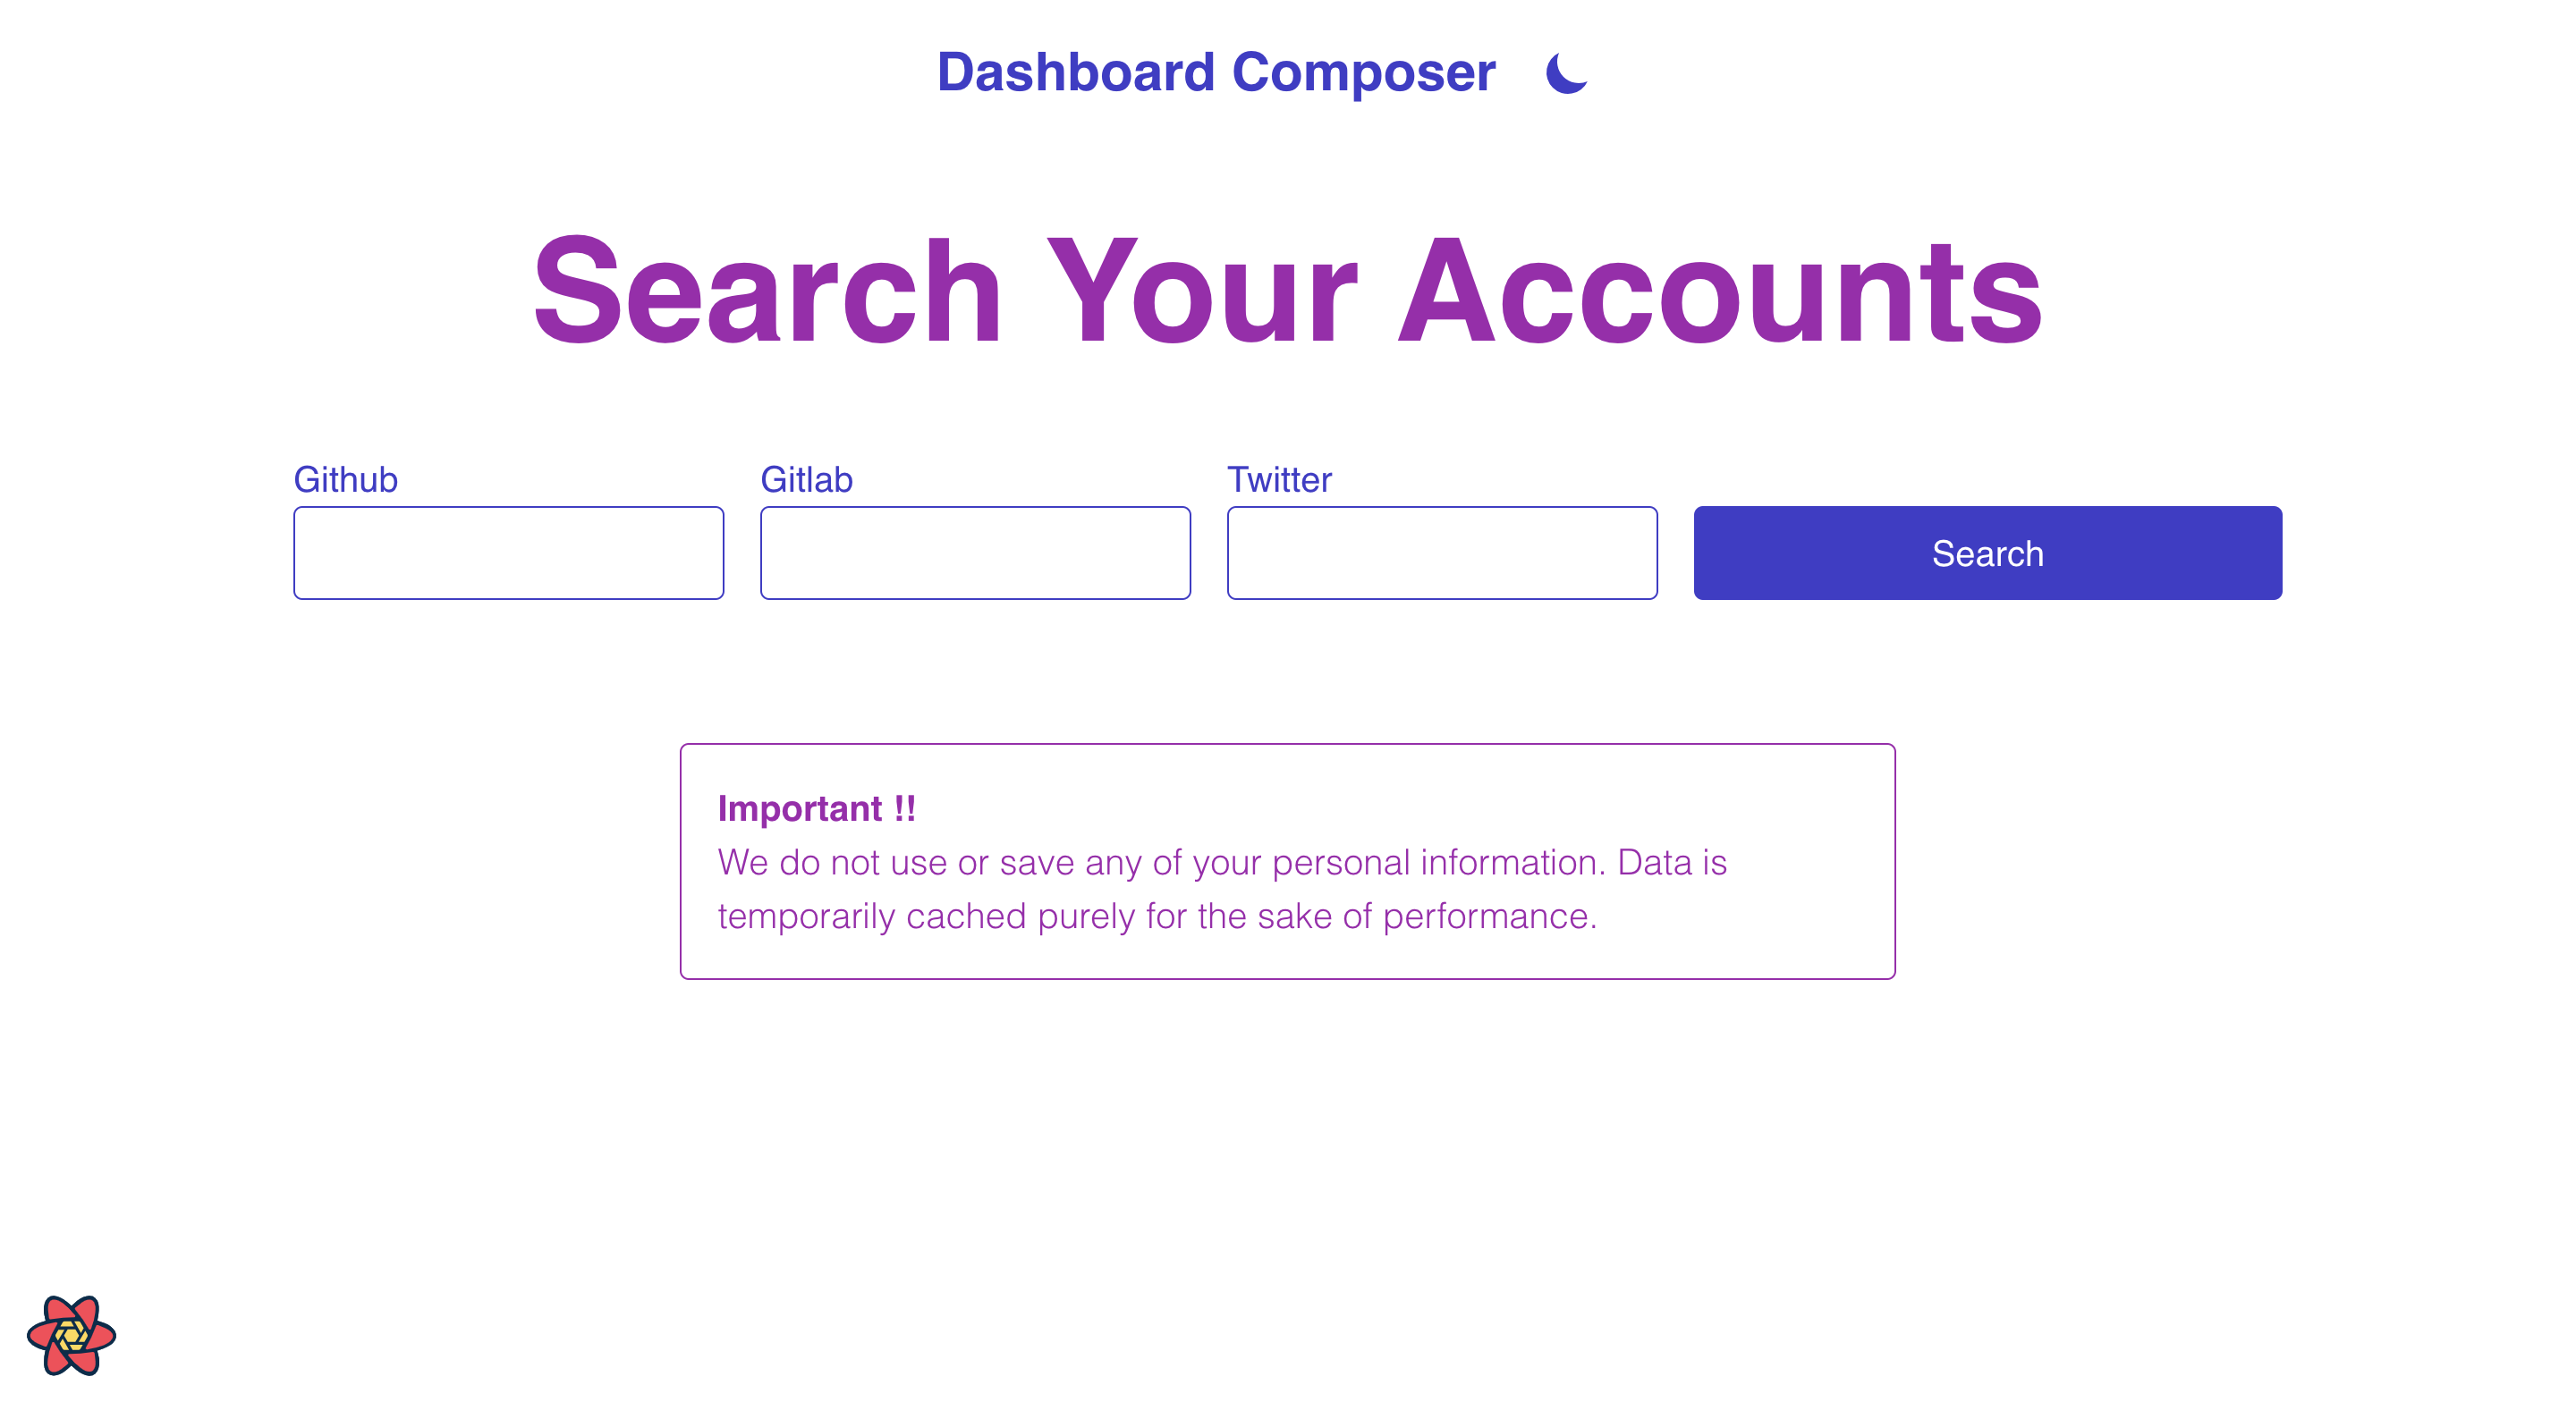 Dashboard Composer
Search Your Accounts
Github
Gitlab
Twitter
Search
Important !!
We do not use or save any of your personal information. Data is
temporarily cached purely for the sake of performance.